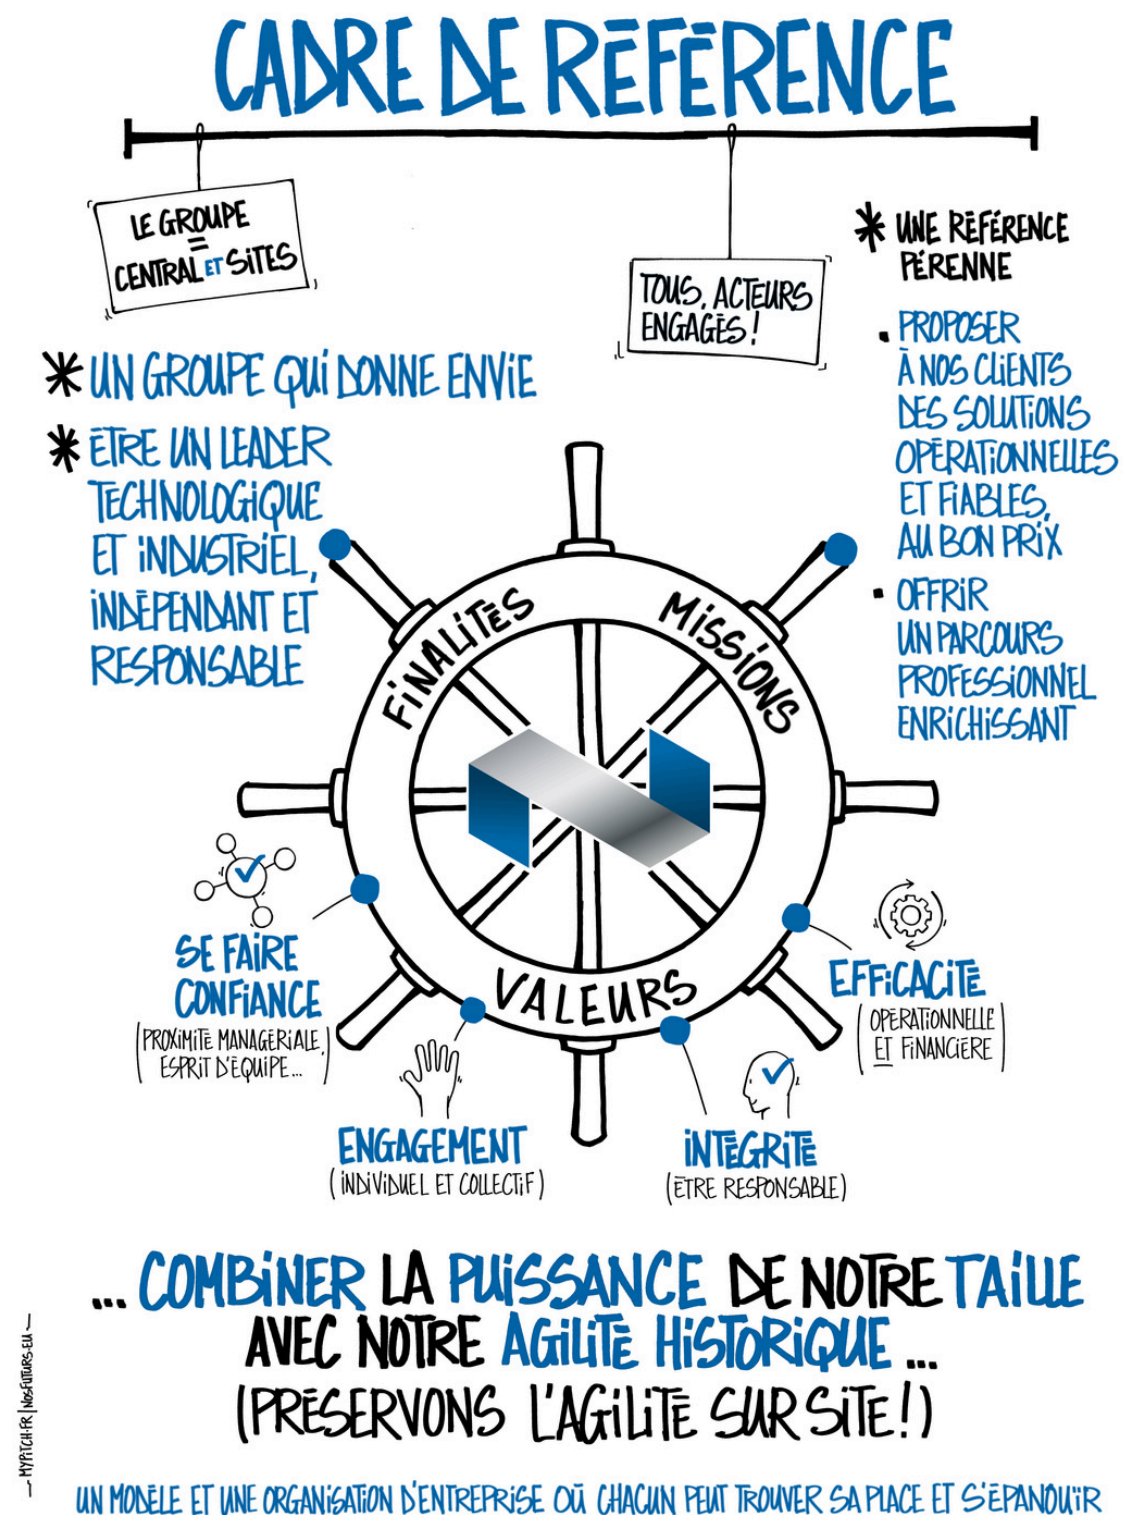 CADRE DE RÉFÉRENCE
LE GROUPE
=
CENTRAL ET SITES
TOUS, ACTEURS
ENGAGÉS !
* UN GROUPE QUI DONNE ENVIE
* ÊTRE UN LEADER
TECHNOLOGIQUE
ET INDUSTRIEL,
INDÉPENDANT ET
RESPONSABLE
* UNE RÉFÉRENCE
PÉRENNE
. PROPOSER
À NOS CLIENTS
DES SOLUTIONS
OPÉRATIONNELLES
ET FIABLES,
AU BON PRIX
. OFFRIR
UN PARCOURS
PROFESSIONNEL
ENRICHISSANT
FINALITÉS
MISSIONS
VALEURS
SE FAIRE
CONFIANCE
(PROXIMITÉ MANAGÉRIALE,
ESPRIT D'ÉQUIPE...)
ENGAGEMENT
(INDIVIDUEL ET COLLECTIF)
INTÉGRITÉ
(ÊTRE RESPONSABLE)
EFFICACITÉ
(OPÉRATIONNELLE
ET FINANCIÈRE)
... COMBINER LA PUISSANCE DE NOTRE TAILLE
AVEC NOTRE AGILITÉ HISTORIQUE ...
(PRÉSERVONS L'AGILITÉ SUR SITE !)
UN MODÈLE ET UNE ORGANISATION D'ENTREPRISE OÙ CHACUN PEUT TROUVER SA PLACE ET S'ÉPANOUIR
— MYPITCH.FR | NOSFUTURS.EU —